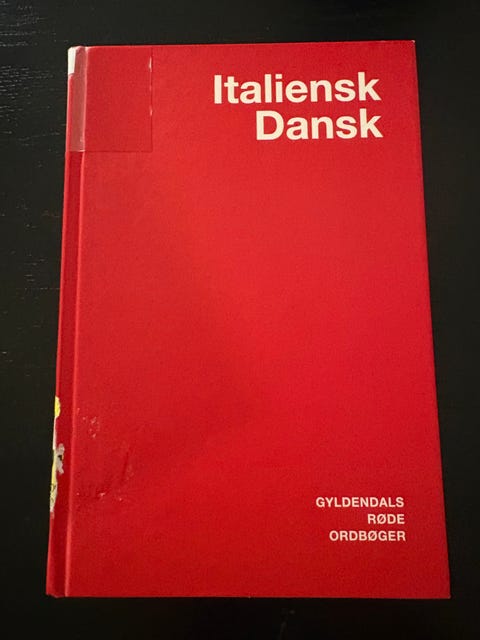 Italiensk
Dansk
GYLDENDALS
RØDE
ORDBØGER